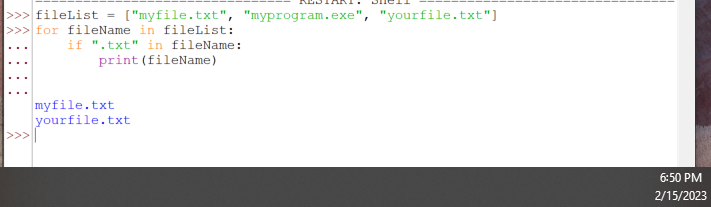 RESTART: Shell
>>> fileList = ["myfile.txt", "myprogram.exe", "yourfile.txt"]
>>> for fileName in fileList:
...     if ".txt" in fileName:
...         print(fileName)
...
...
myfile.txt
yourfile.txt
>>>
6:50 PM
2/15/2023